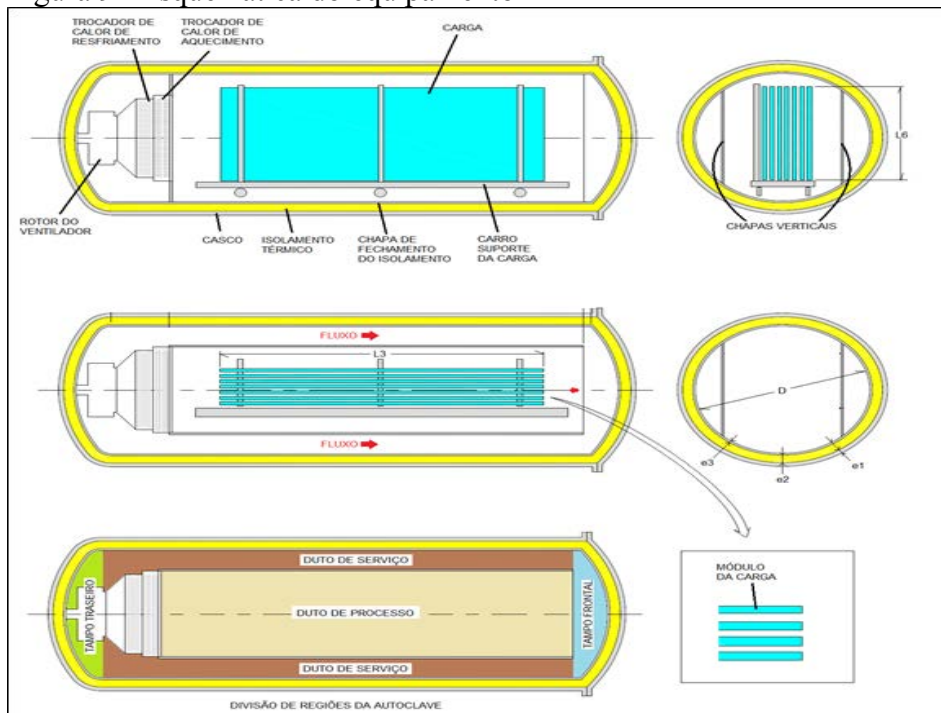 TROCADOR DE
CALOR DE
RESFRIAMENTO
TROCADOR
DE CALOR
DE
AQUECIMENTO
CARGA
L6
ROTOR DO
VENTILADOR
CASCO
ISOLAMENTO
TÉRMICO
CHAPA DE
FECHAMENTO
DO ISOLAMENTO
CARRO
SUPORTE
DA CARGA
CHAPAS VERTICAIS
FLUXO
L3
FLUXO
D
e3
e2
e1
DUTO DE SERVIÇO
TAMPO TRASEIRO
DUTO DE PROCESSO
TAMPO FRONTAL
DUTO DE SERVIÇO
MÓDULO
DA CARGA
DIVISÃO DE REGIÕES DA AUTOCLAVE